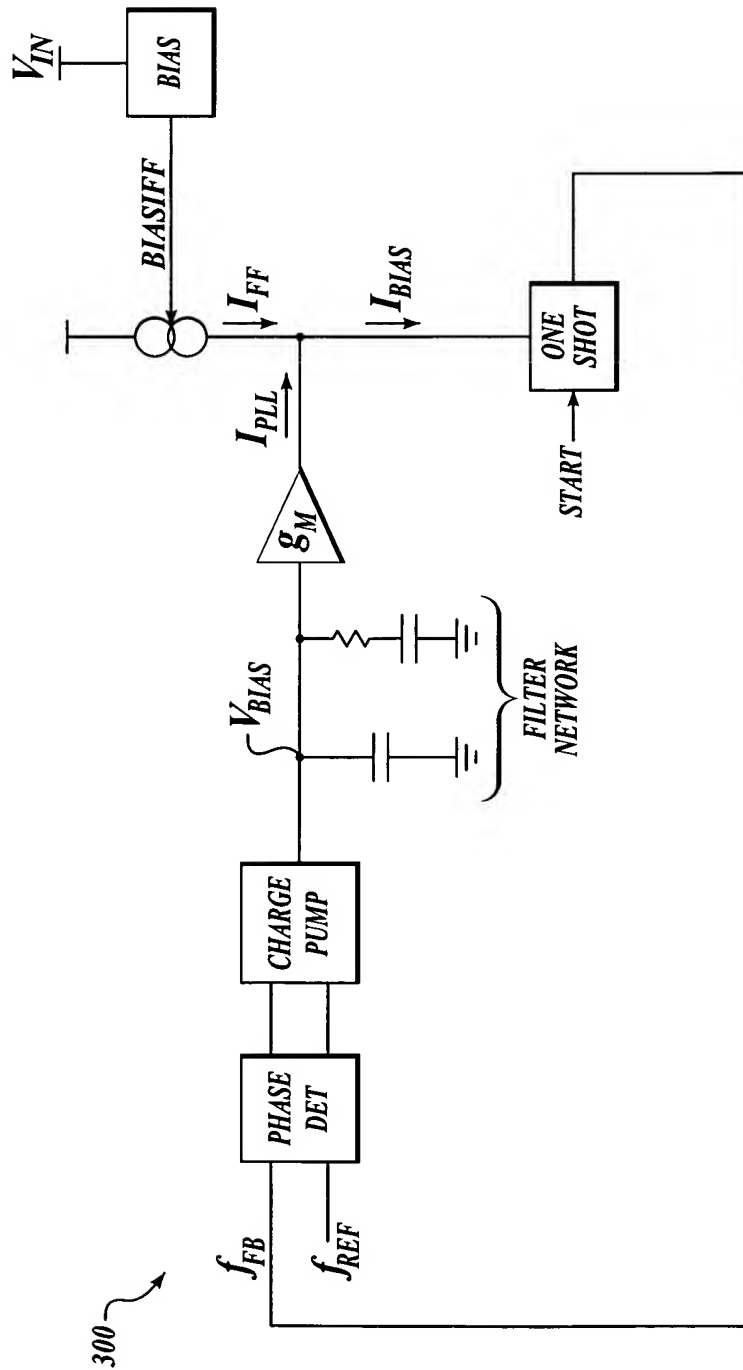 300
f_FB
f_REF
PHASE
DET
CHARGE
PUMP
V_BIAS
FILTER
NETWORK
g_M
I_PLL
I_FF
I_BIAS
BIASIFF
V_IN
BIAS
START
ONE
SHOT